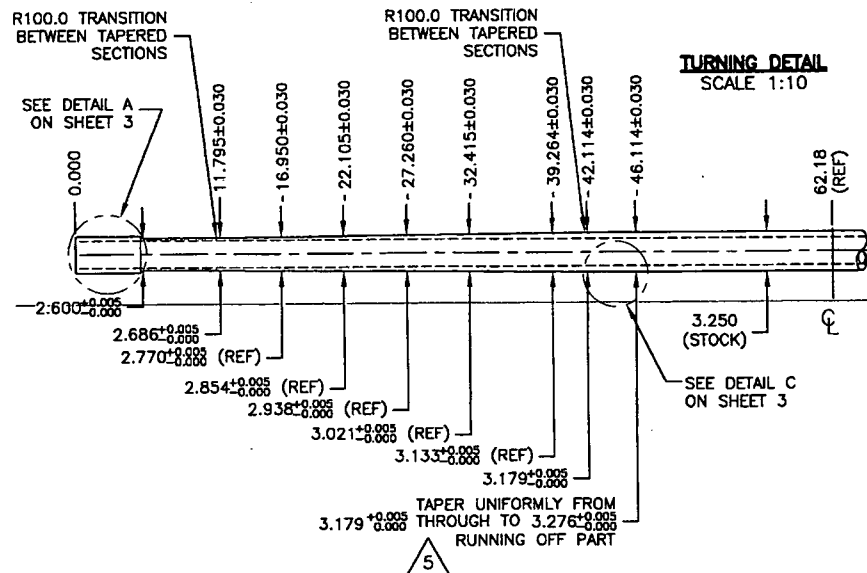 R100.0 TRANSITION
BETWEEN TAPERED
SECTIONS
R100.0 TRANSITION
BETWEEN TAPERED
SECTIONS
TURNING DETAIL
SCALE 1:10
SEE DETAIL A
ON SHEET 3
0.000
11.795±0.030
16.950±0.030
22.105±0.030
27.260±0.030
32.415±0.030
39.264±0.030
42.114±0.030
46.114±0.030
62.18
(REF)
2.600+0.005 -0.000
2.686+0.005 -0.000
2.770+0.005 -0.000 (REF)
2.854+0.005 -0.000 (REF)
2.938+0.005 -0.000 (REF)
3.021+0.005 -0.000 (REF)
3.133+0.005 -0.000 (REF)
3.179+0.005 -0.000
3.250
(STOCK)
℄
SEE DETAIL C
ON SHEET 3
TAPER UNIFORMLY FROM
3.179+0.005 0.000 THROUGH TO 3.276+0.005 -0.000
RUNNING OFF PART
5